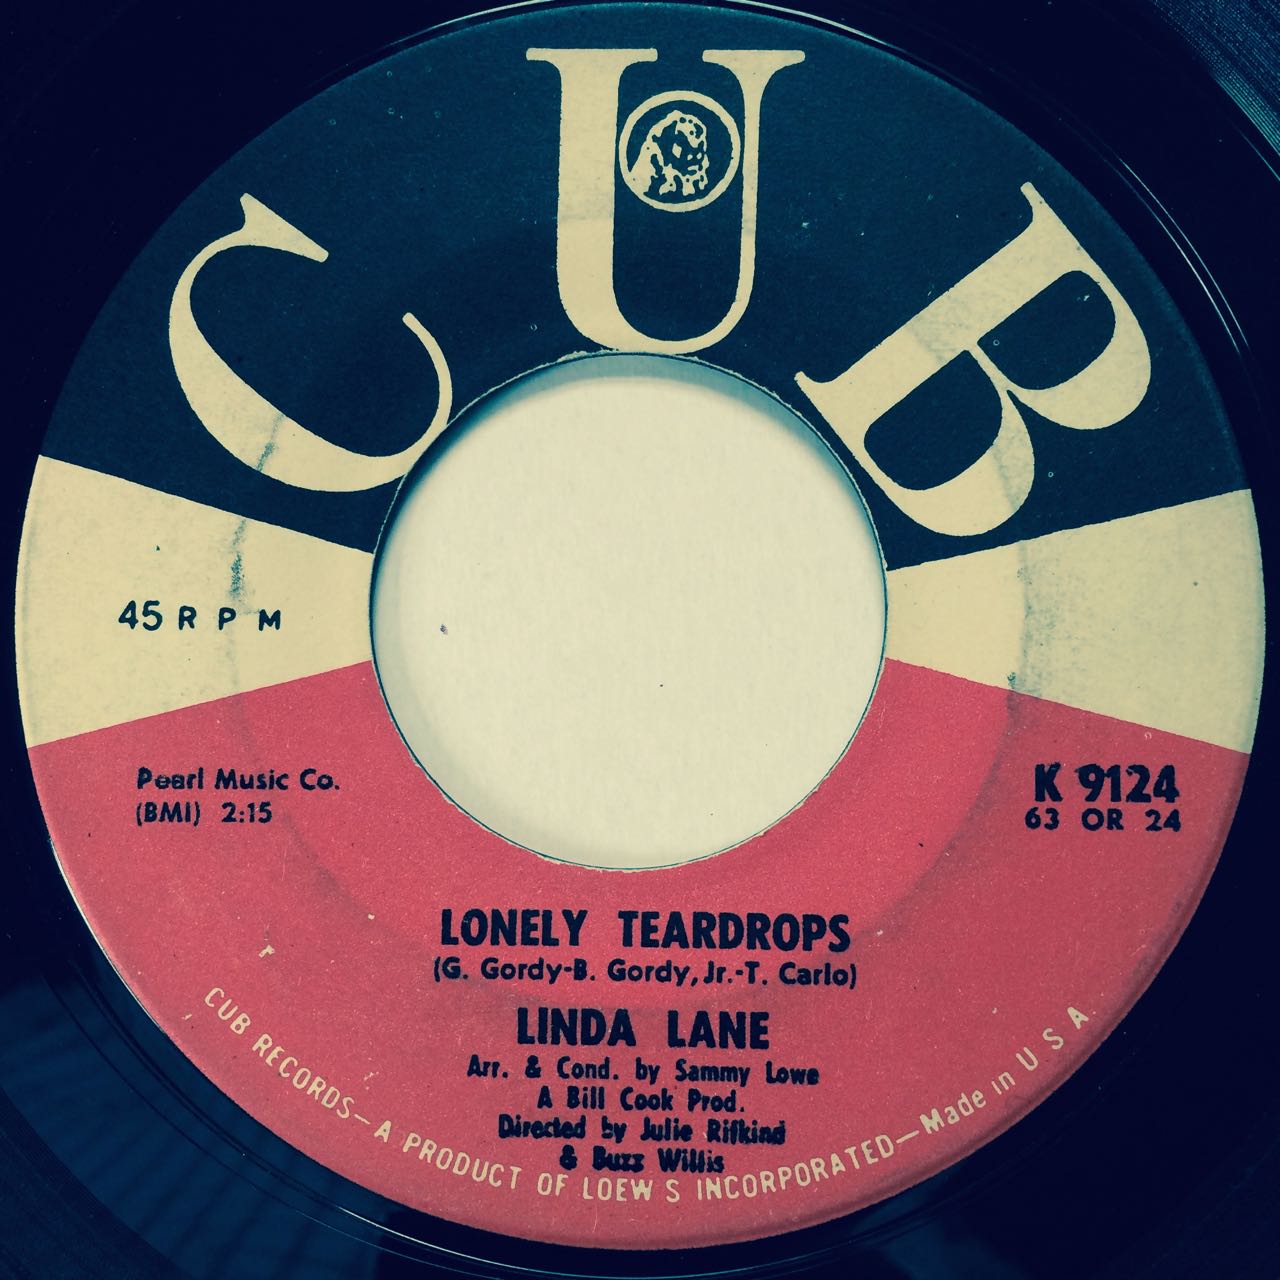 CUB
45 RPM
Pearl Music Co.
(BMI) 2:15
K 9124
63 OR 24
LONELY TEARDROPS
(G. Gordy-B. Gordy, Jr.-T. Carlo)
LINDA LANE
Arr. & Cond. by Sammy Lowe
A Bill Cook Prod.
Directed by Julie Rifkind
& Buzz Willis
CUB RECORDS—A PRODUCT OF LOEW S INCORPORATED—Made in U S A.